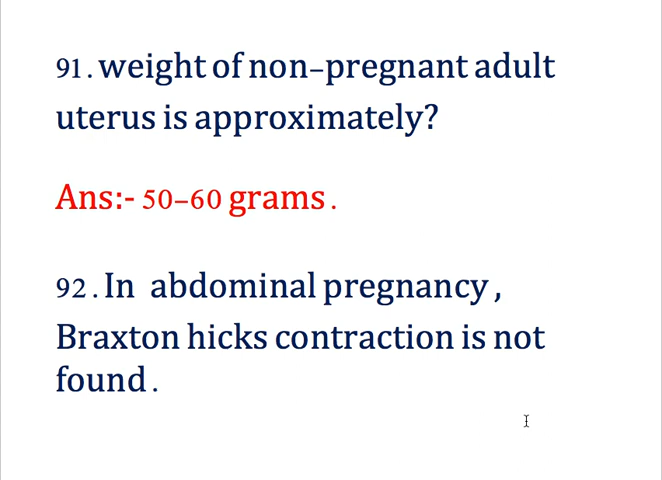 91. weight of non–pregnant adult
uterus is approximately?
Ans:- 50–60 grams .
92. In abdominal pregnancy ,
Braxton hicks contraction is not
found .